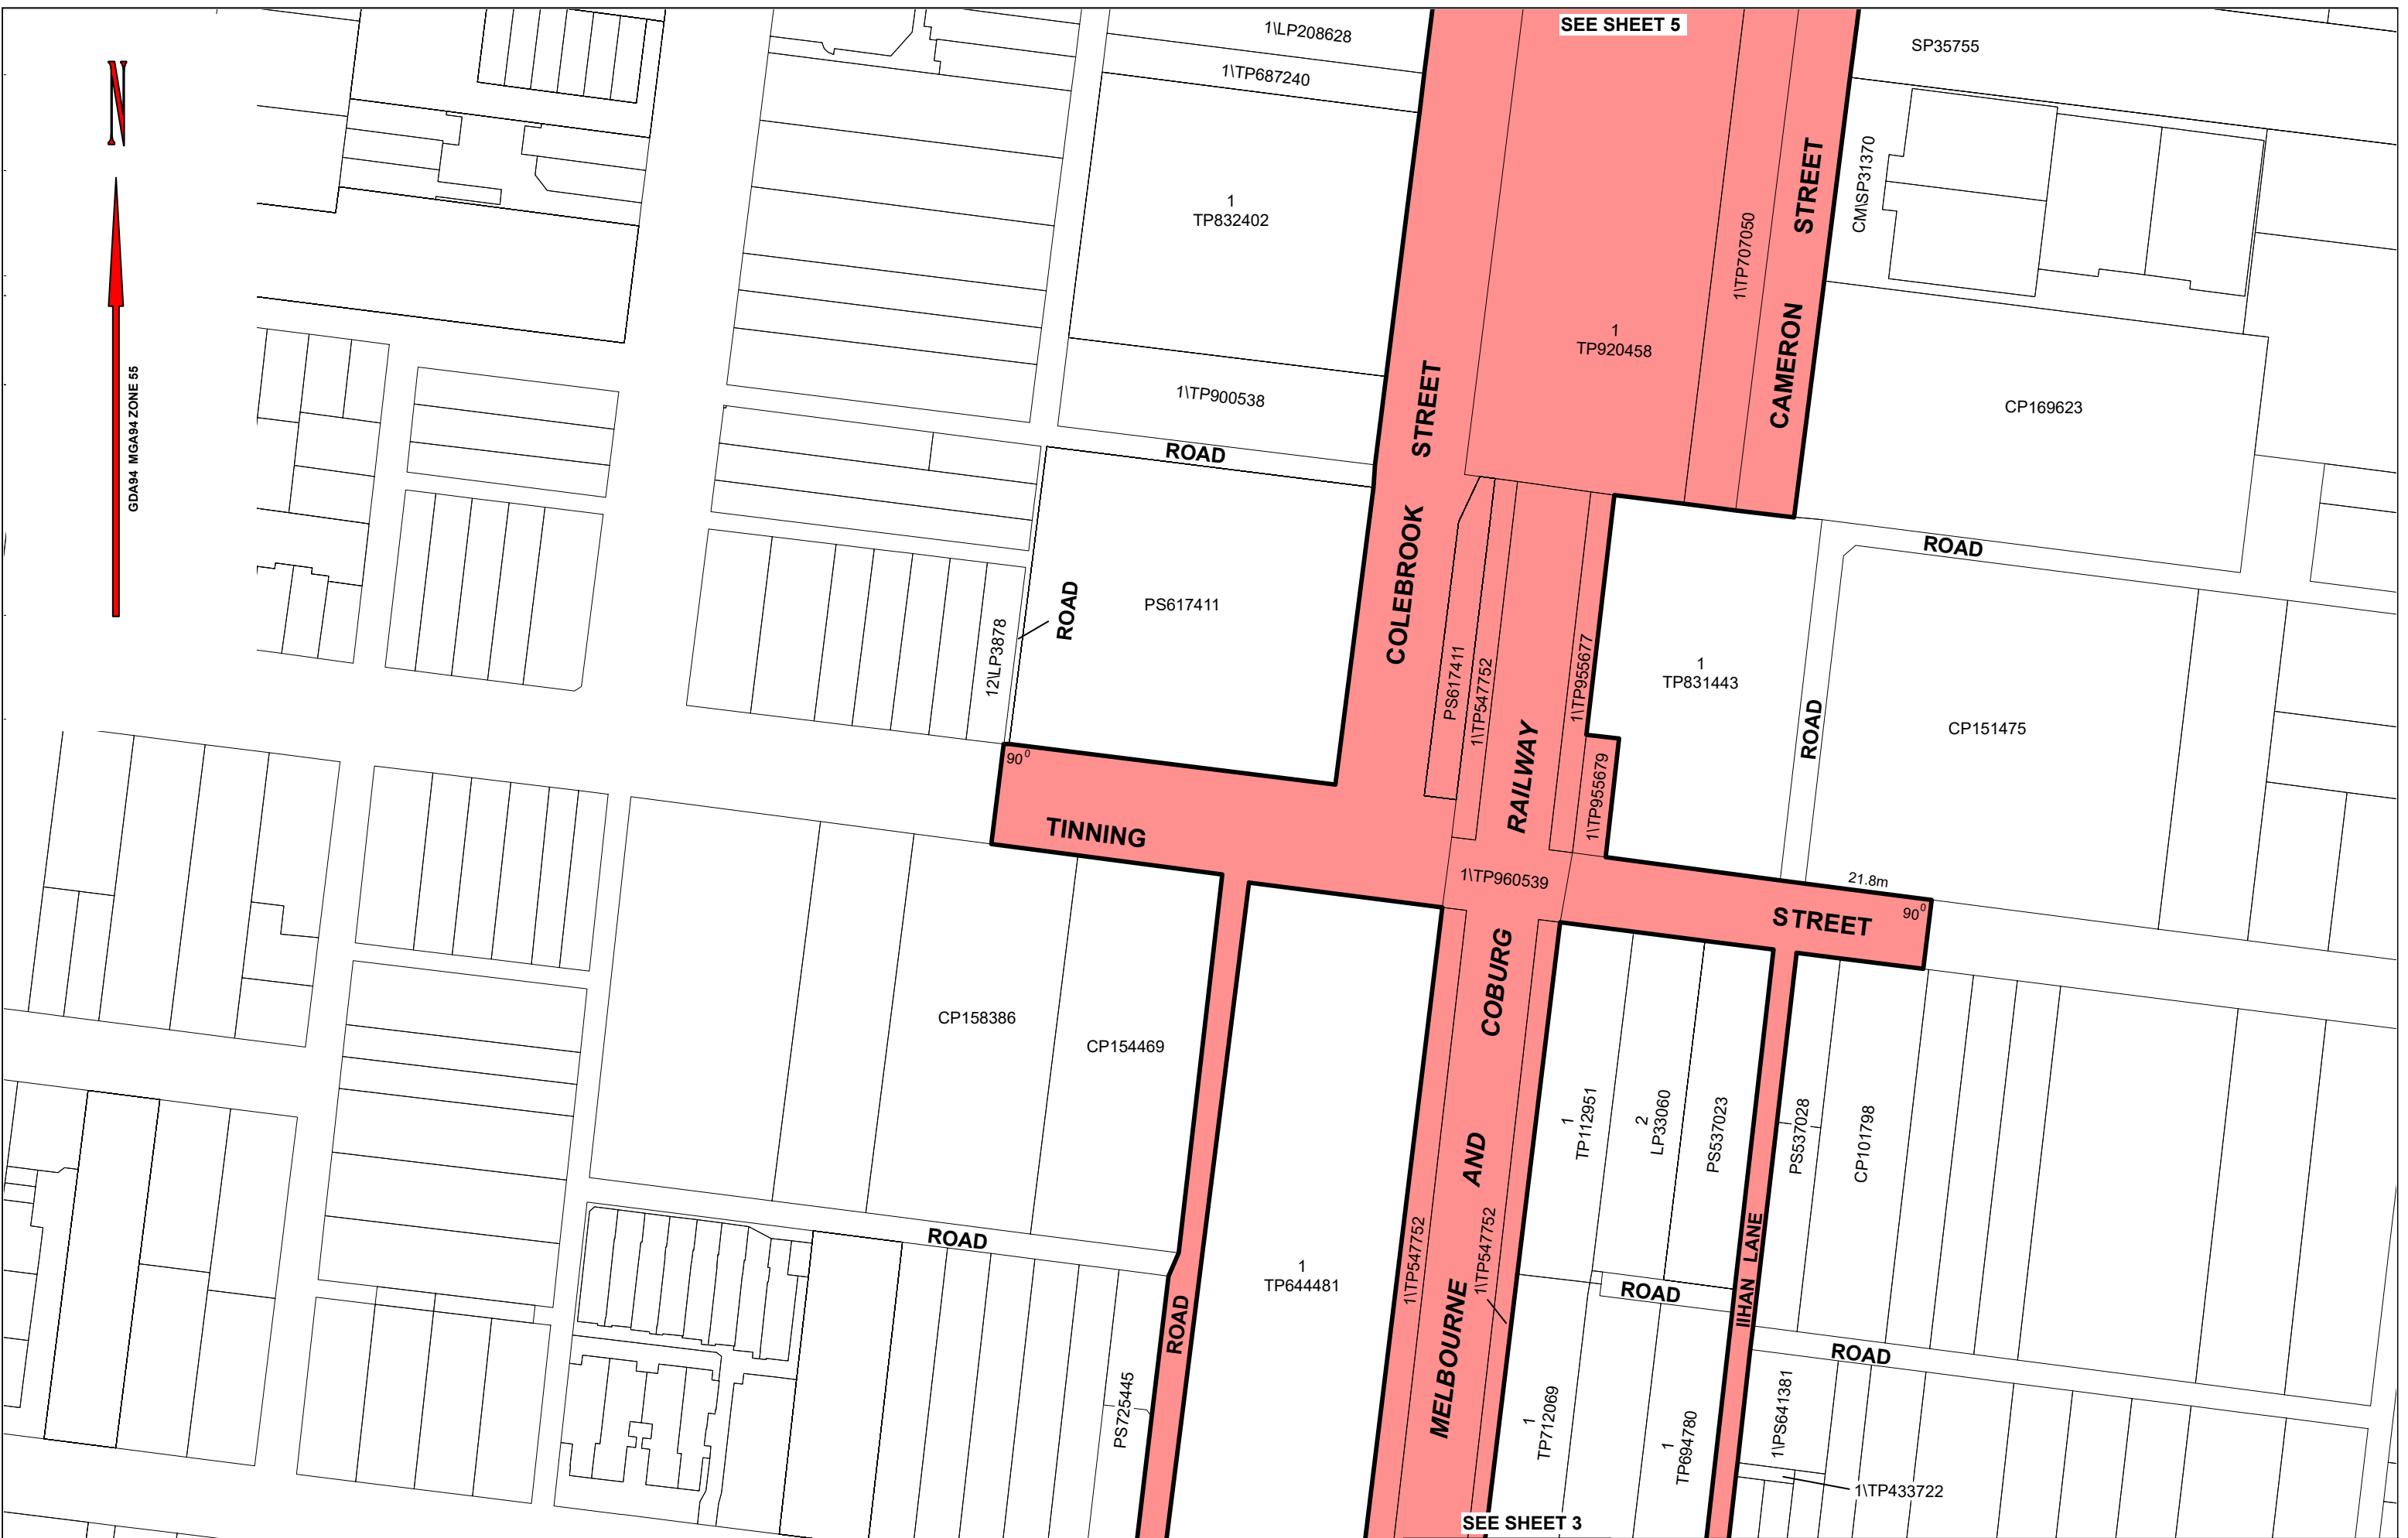 SEE SHEET 5
1\LP208628
SP35755
1\TP687240
N
1
TP832402
CM\SP31370
STREET
1\TP707050
1
TP920458
CAMERON
GDA94 MGA94 ZONE 55
1\TP900538
STREET
CP169623
ROAD
COLEBROOK
ROAD
PS617411
ROAD
12\LP3878
PS617411
1\TP547752
1\TP955677
1
TP831443
ROAD
CP151475
RAILWAY
90⁰
1\TP955679
TINNING
1\TP960539
21.8m
STREET
90⁰
COBURG
CP158386
CP154469
1
TP112951
2
LP33060
PS537023
PS537028
CP101798
AND
ROAD
1\TP547752
1\TP547752
LANE
IIHAN
1
TP644481
ROAD
ROAD
MELBOURNE
ROAD
PS725445
1
TP712069
1
TP694780
1\PS641381
1\TP433722
SEE SHEET 3